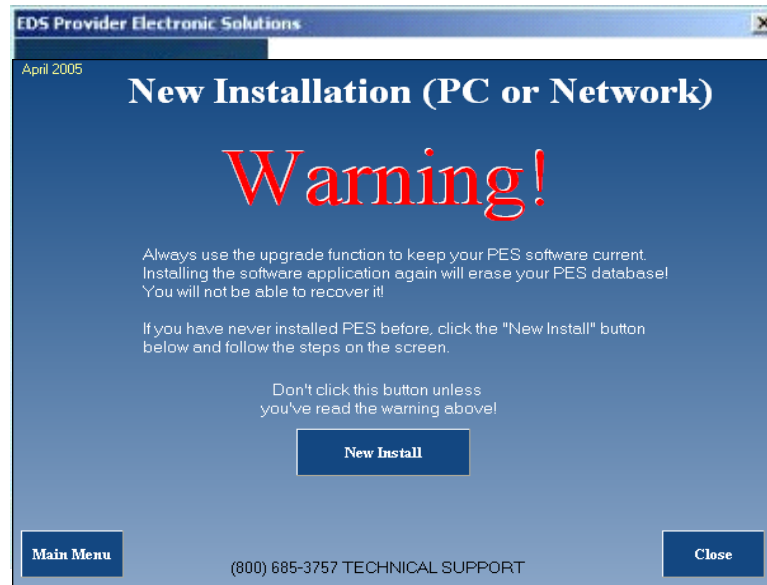 EDS Provider Electronic Solutions
April 2005
New Installation (PC or Network)
Warning!
Always use the upgrade function to keep your PES software current.
Installing the software application again will erase your PES database!
You will not be able to recover it!
If you have never installed PES before, click the "New Install" button
below and follow the steps on the screen.
Don't click this button unless
you've read the warning above!
New Install
Main Menu
(800) 685-3757 TECHNICAL SUPPORT
Close